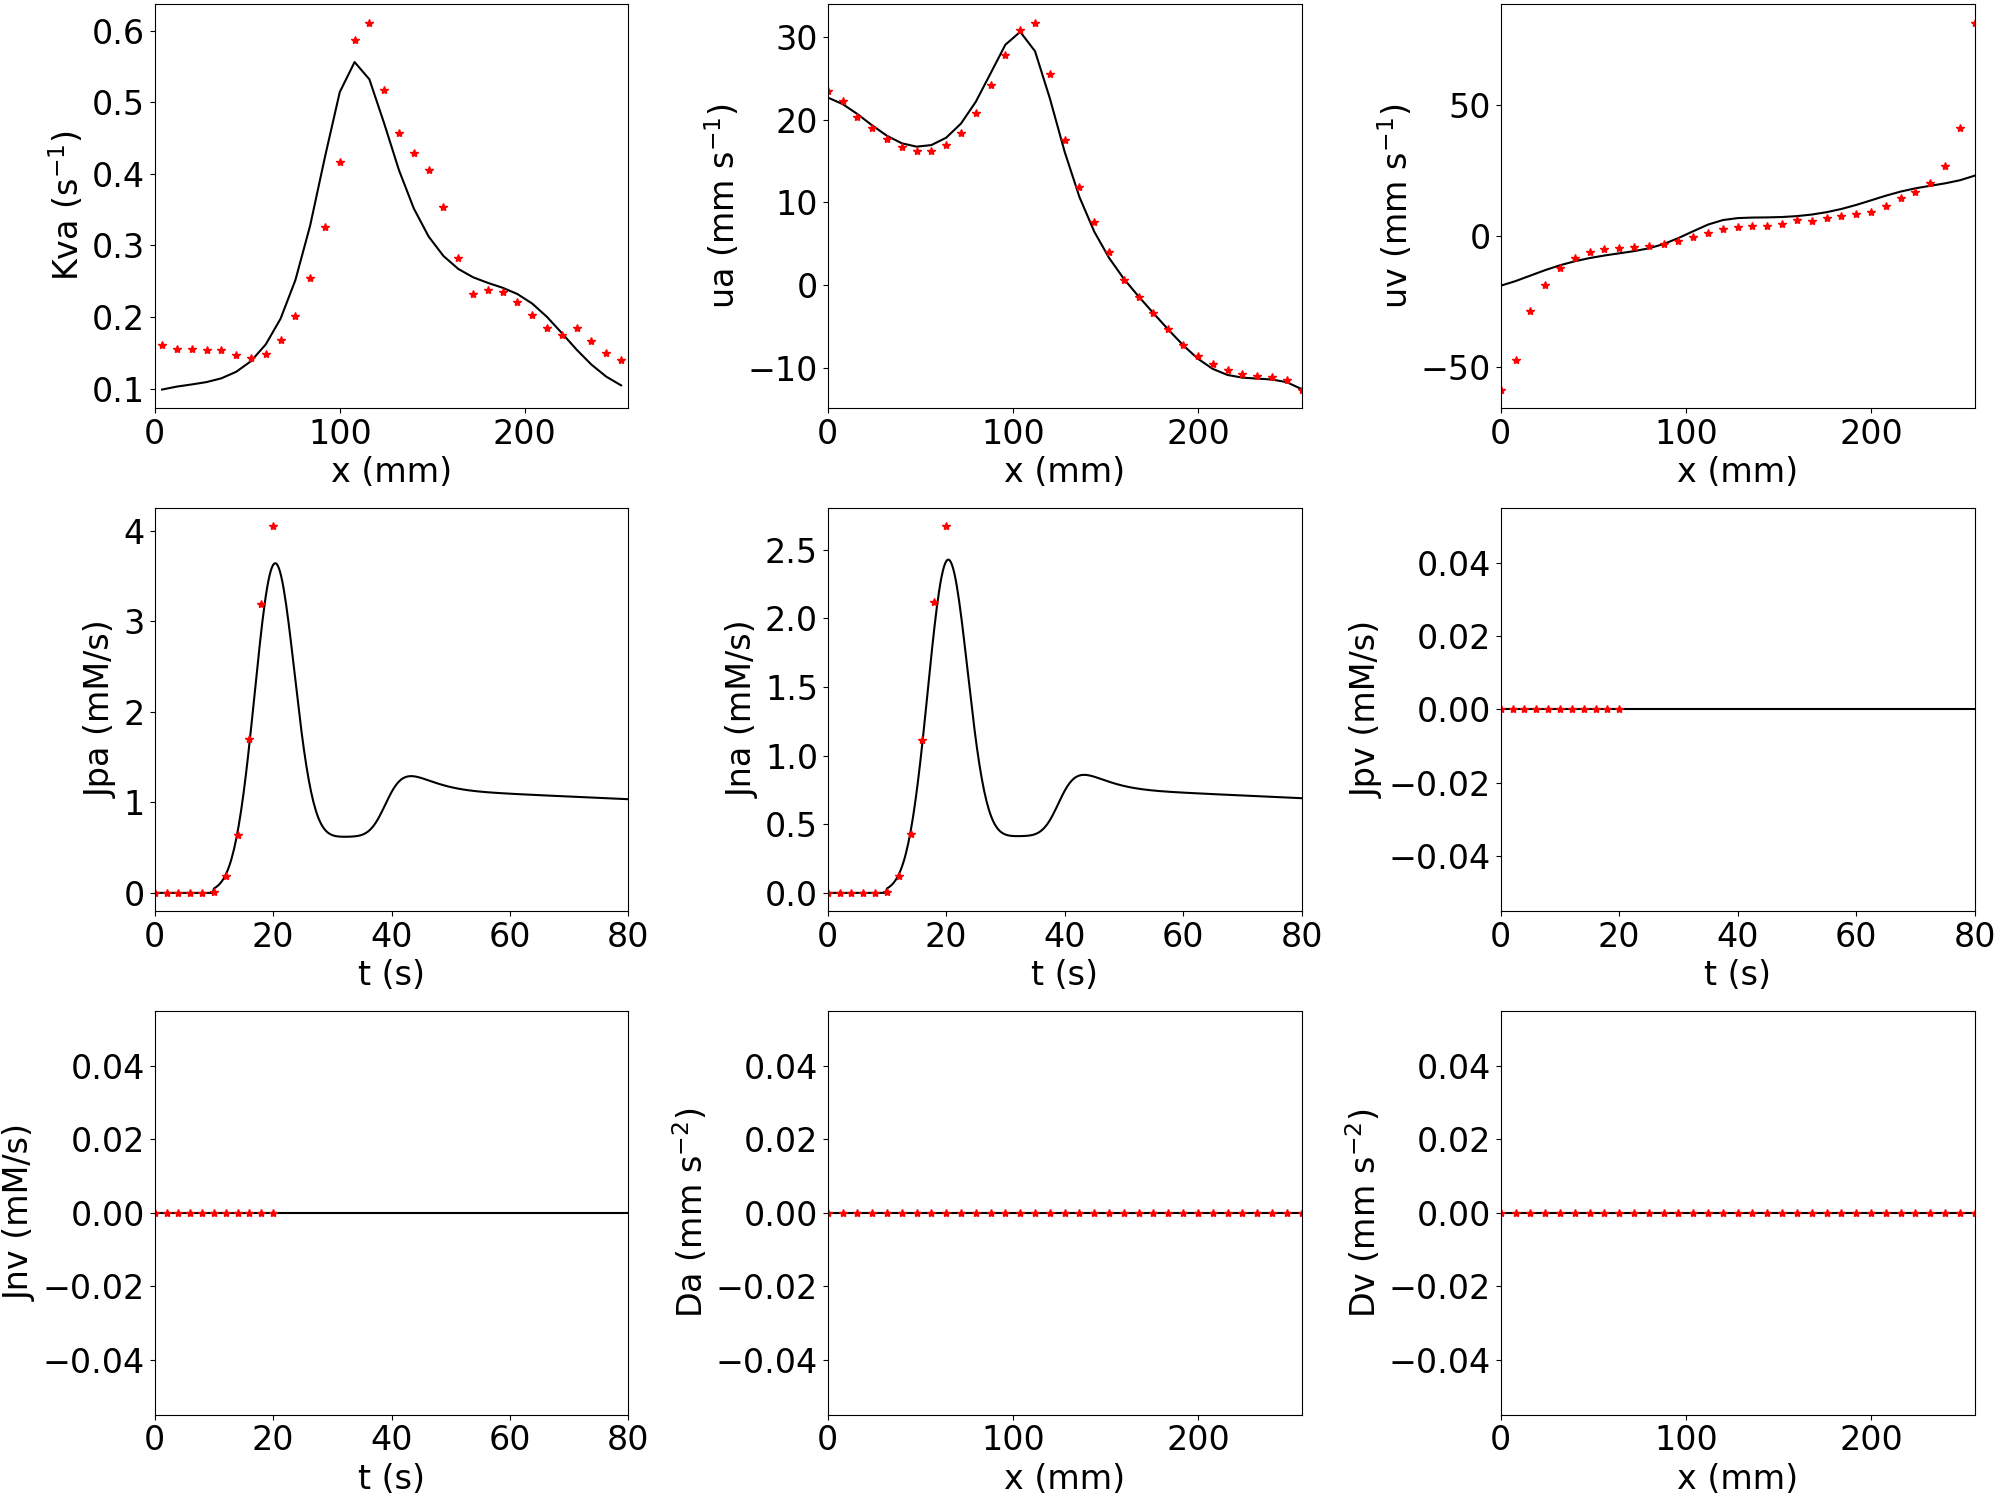 Kva (s⁻¹)
0.6
0.5
0.4
0.3
0.2
0.1
0 100 200
x (mm)
ua (mm s⁻¹)
30
20
10
0
−10
0 100 200
x (mm)
uv (mm s⁻¹)
50
0
−50
0 100 200
x (mm)
Jpa (mM/s)
4
3
2
1
0
0 20 40 60 80
t (s)
Jna (mM/s)
2.5
2.0
1.5
1.0
0.5
0.0
0 20 40 60 80
t (s)
Jpv (mM/s)
0.04
0.02
0.00
−0.02
−0.04
0 20 40 60 80
t (s)
Jnv (mM/s)
0.04
0.02
0.00
−0.02
−0.04
0 20 40 60 80
t (s)
Da (mm s⁻²)
0.04
0.02
0.00
−0.02
−0.04
0 100 200
x (mm)
Dv (mm s⁻²)
0.04
0.02
0.00
−0.02
−0.04
0 100 200
x (mm)